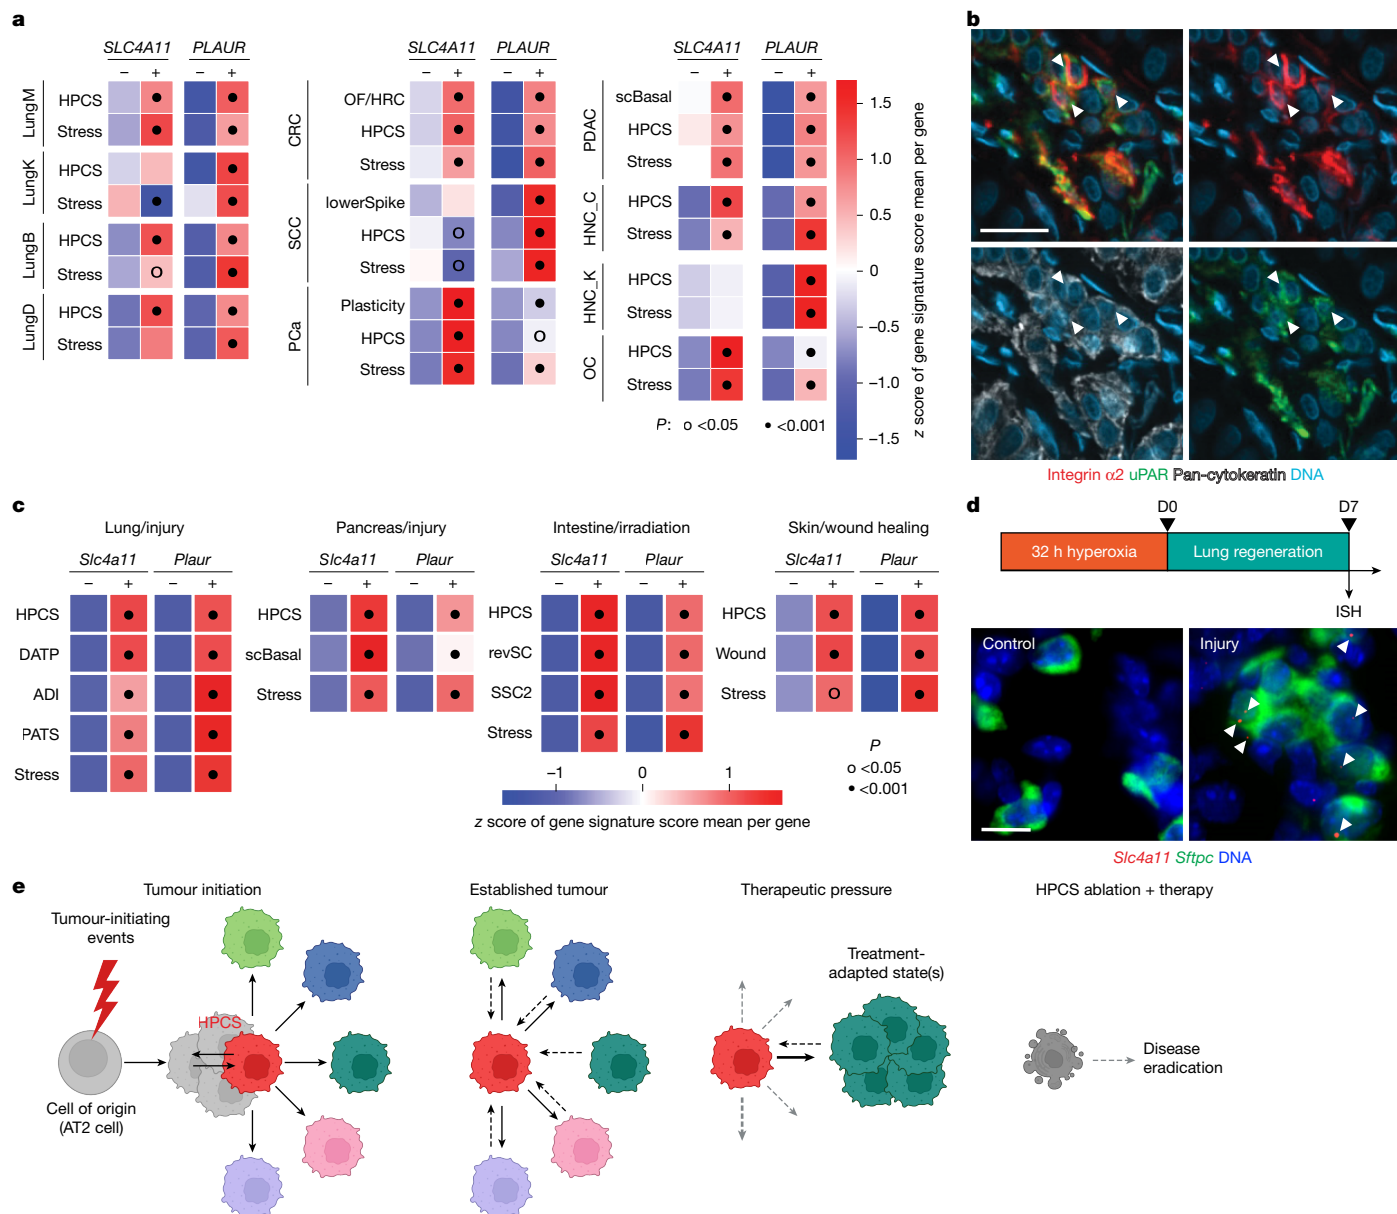 a
SLC4A11 PLAUR
− + +
LungM
HPCS
Stress
LungK
HPCS
Stress
LungB
HPCS
Stress
LungD
HPCS
Stress
SLC4A11 PLAUR
− + +
CRC
OF/HRC
HPCS
Stress
SCC
lowerSpike
HPCS
Stress
PCa
Plasticity
HPCS
Stress
SLC4A11 PLAUR
− + +
PDAC
scBasal
HPCS
Stress
HNC_C
HPCS
Stress
HNC_K
HPCS
Stress
OC
HPCS
Stress
P: o <0.05 • <0.001
1.5
1.0
0.5
0
−0.5
−1.0
−1.5
z score of gene signature score mean per gene
b
Integrin α2 uPAR Pan-cytokeratin DNA
c
Lung/injury
Slc4a11 Plaur
− + − +
HPCS
DATP
ADI
PATS
Stress
Pancreas/injury
Slc4a11 Plaur
− + − +
HPCS
scBasal
Stress
Intestine/irradiation
Slc4a11 Plaur
− + − +
HPCS
revSC
SSC2
Stress
Skin/wound healing
Slc4a11 Plaur
− + − +
HPCS
Wound
Stress
P
o <0.05
• <0.001
−1 0 1
z score of gene signature score mean per gene
d
D0 D7
32 h hyperoxia Lung regeneration
ISH
Control Injury
Slc4a11 Sftpc DNA
e
Tumour initiation
Tumour-initiating
events
HPCS
Cell of origin
(AT2 cell)
Established tumour
Therapeutic pressure
Treatment-
adapted state(s)
HPCS ablation + therapy
Disease
eradication